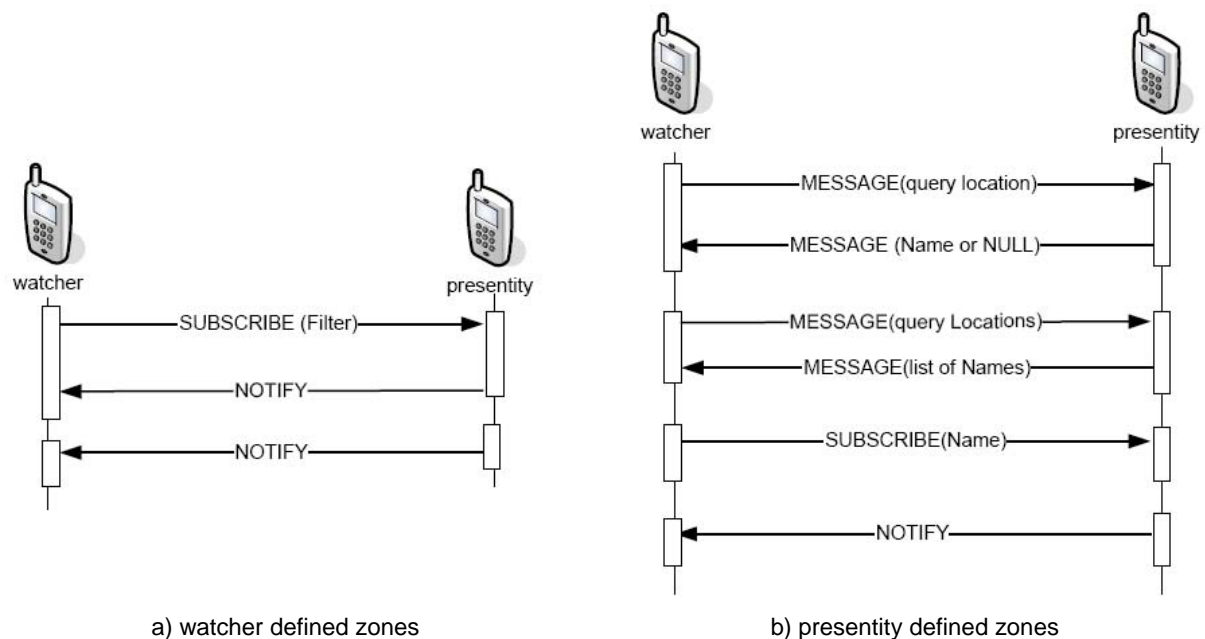 watcher
presentity
SUBSCRIBE (Filter)
NOTIFY
NOTIFY
a) watcher defined zones
watcher
presentity
MESSAGE(query location)
MESSAGE (Name or NULL)
MESSAGE(query Locations)
MESSAGE(list of Names)
SUBSCRIBE(Name)
NOTIFY
b) presentity defined zones